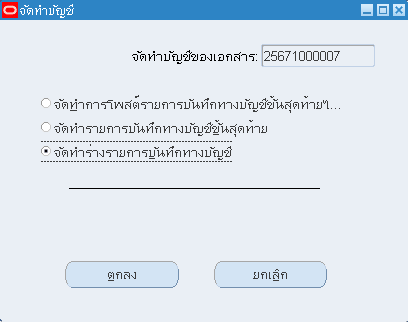 จัดทำบัญชี
จัดทำบัญชีของเอกสาร: 25671000007
จัดทำการโพสต์รายการบันทึกทางบัญชีขั้นสุดท้ายฯ...
จัดทำรายการบันทึกทางบัญชีขั้นสุดท้าย
จัดทำร่างรายการบันทึกทางบัญชี
ตกลง
ยกเลิก